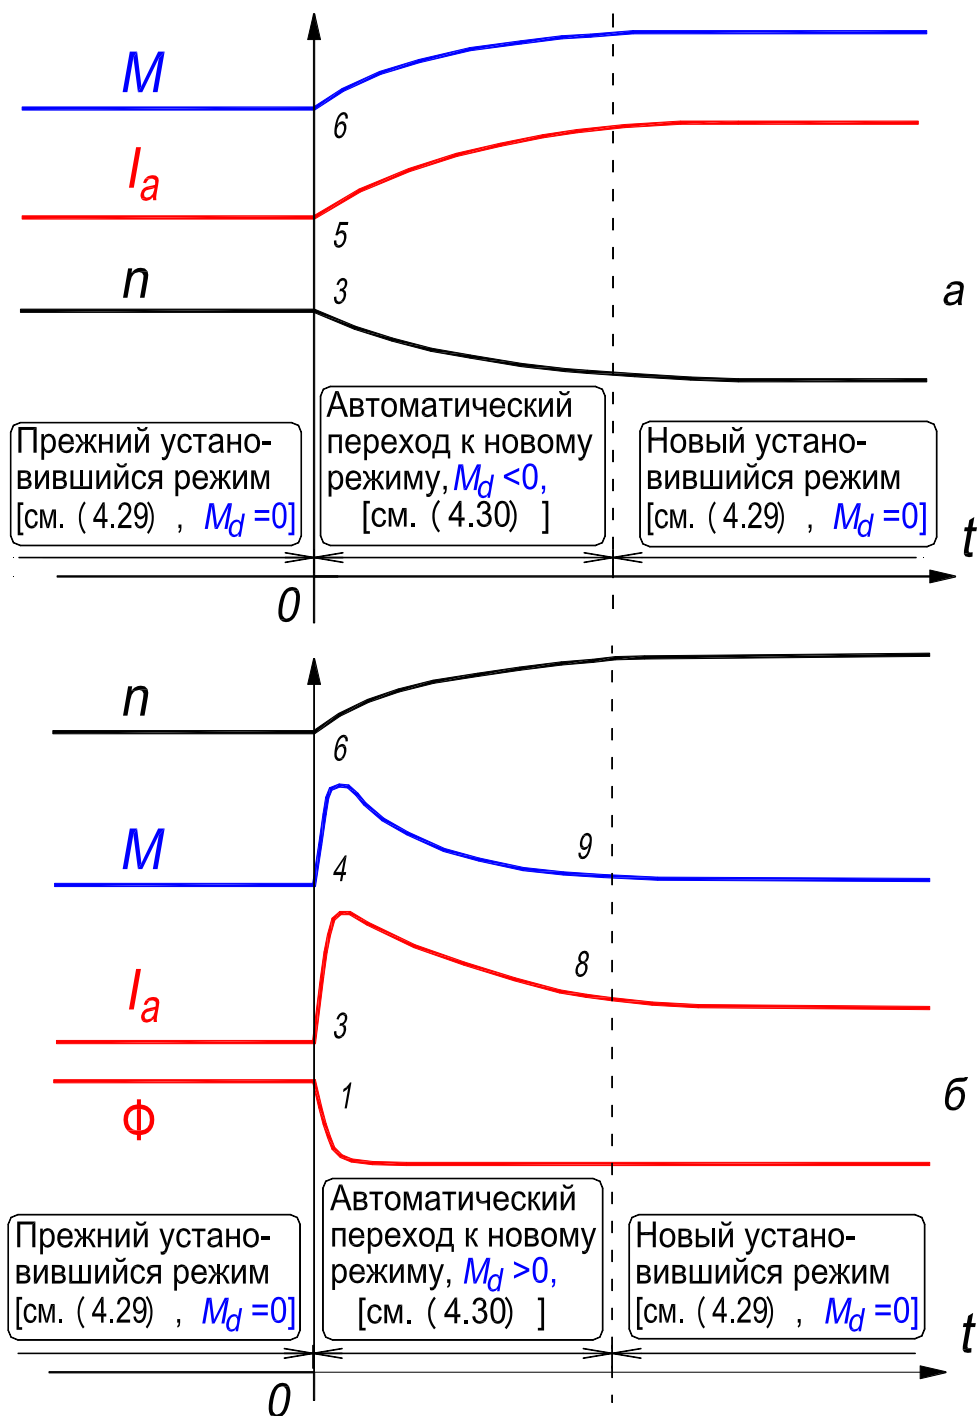 M
6
Ia
5
n
3
а
Автоматический
переход к новому
режиму, Md <0,
[см. (4.30) ]
Прежний устано-
вившийся режим
[см. (4.29) , Md =0]
Новый устано-
вившийся режим
[см. (4.29) , Md =0]
t
0
n
6
M
4
9
Ia
8
3
1
Ф
б
Автоматический
переход к новому
режиму, Md >0,
[см. (4.30) ]
Прежний устано-
вившийся режим
[см. (4.29) , Md =0]
Новый устано-
вившийся режим
[см. (4.29) , Md =0]
t
0